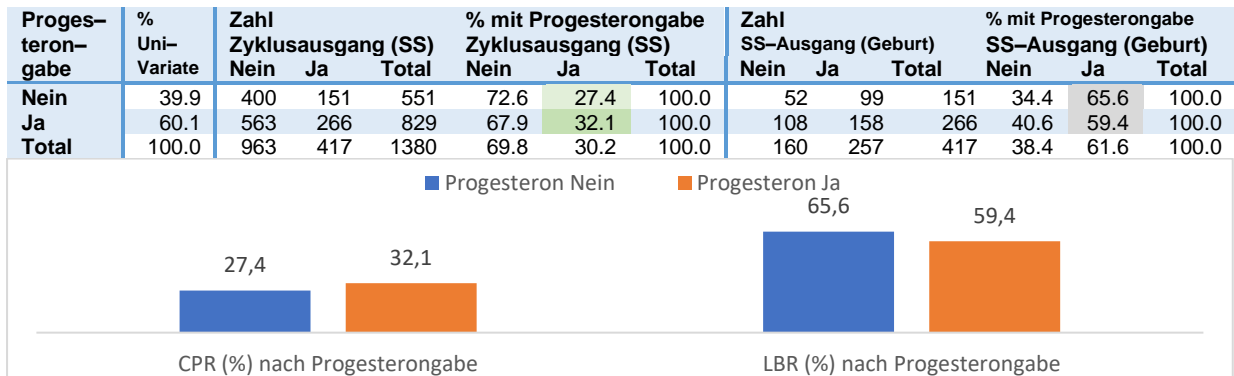 Proges– % Zahl % mit Progesterongabe Zahl % mit Progesterongabe
teron– Uni– Zyklusausgang (SS) Zyklusausgang (SS) SS–Ausgang (Geburt) SS–Ausgang (Geburt)
gabe Variate Nein Ja Total Nein Ja Total Nein Ja Total Nein Ja Total
Nein 39.9 400 151 551 72.6 27.4 100.0 52 99 151 34.4 65.6 100.0
Ja 60.1 563 266 829 67.9 32.1 100.0 108 158 266 40.6 59.4 100.0
Total 100.0 963 417 1380 69.8 30.2 100.0 160 257 417 38.4 61.6 100.0
Progesteron Nein Progesteron Ja
27,4 32,1 65,6 59,4
CPR (%) nach Progesterongabe LBR (%) nach Progesterongabe